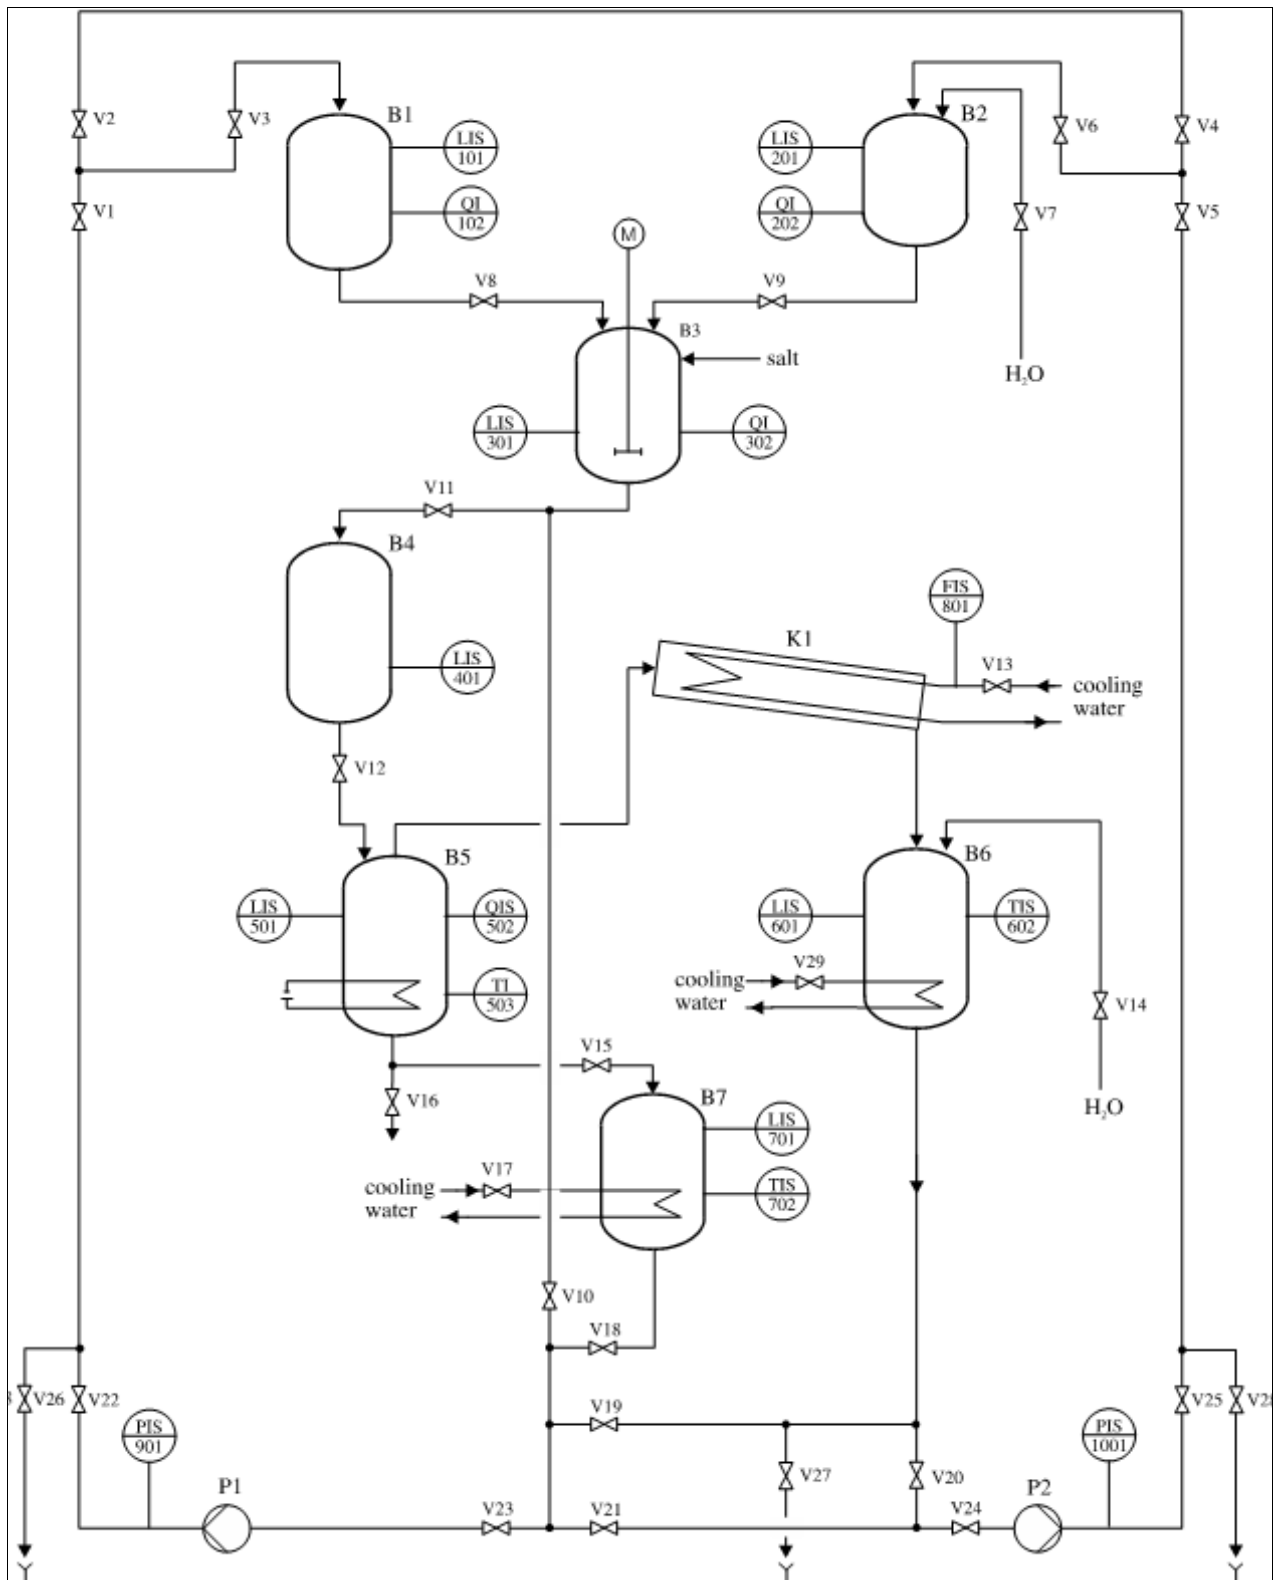 V2
V3
B1
LIS
101
QI
102
V1
LIS
201
QI
202
B2
V6
V4
V7
V5
M
V8
V9
B3
salt
H₂O
LIS
301
QI
302
V11
B4
FIS
801
K1
V13
cooling
water
LIS
401
V12
B5
B6
LIS
501
QIS
502
LIS
601
TIS
602
V29
cooling
water
TI
503
V14
V15
V16
B7
H₂O
LIS
701
V17
cooling
water
TIS
702
V10
V18
V26
V22
V19
V25
PIS
901
PIS
1001
V27
V20
P1
V23
V21
V24
P2